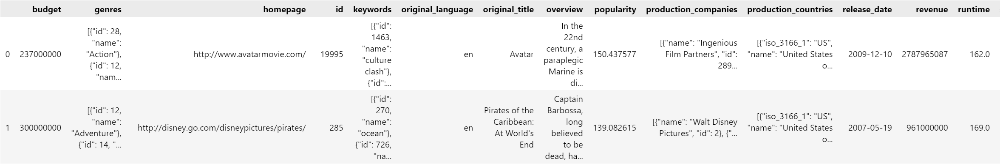 budget genres homepage id keywords original_language original_title overview popularity production_companies production_countries release_date revenue runtime
0
237000000
[{"id": 28,
"name":
"Action"},
{"id": 12,
"nam...
http://www.avatarmovie.com/
19995
[{"id":
1463,
"name":
"culture
clash"},
{"id":...
en
Avatar
In the
22nd
century, a
paraplegic
Marine is
di...
150.437577
[{"name": "Ingenious
Film Partners", "id":
289...
[{"iso_3166_1": "US",
"name": "United States
o...
2009-12-10
2787965087
162.0
1
300000000
[{"id": 12,
"name":
"Adventure"},
{"id": 14, "...
http://disney.go.com/disneypictures/pirates/
285
[{"id":
270,
"name":
"ocean"},
{"id": 726,
"na...
en
Pirates of the
Caribbean:
At World's
End
Captain
Barbossa,
long
believed
to be
dead, ha...
139.082615
[{"name": "Walt Disney
Pictures", "id": 2}, {"...
[{"iso_3166_1": "US",
"name": "United States
o...
2007-05-19
961000000
169.0